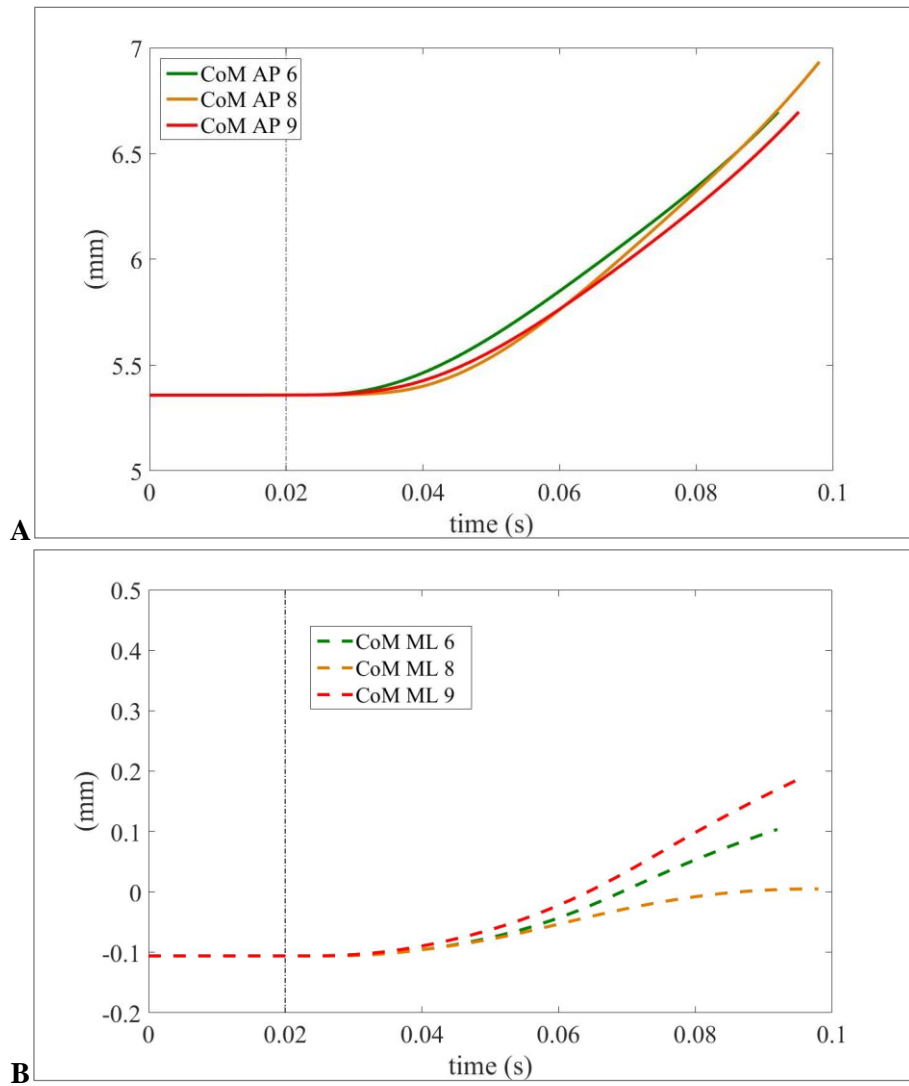 7
CoM AP 6
CoM AP 8
CoM AP 9
6.5
(mm)
6
5.5
5
0 0.02 0.04 0.06 0.08 0.1
time (s)
A
0.5
0.4
CoM ML 6
CoM ML 8
CoM ML 9
0.3
0.2
(mm)
0.1
0
-0.1
-0.2
0 0.02 0.04 0.06 0.08 0.1
time (s)
B